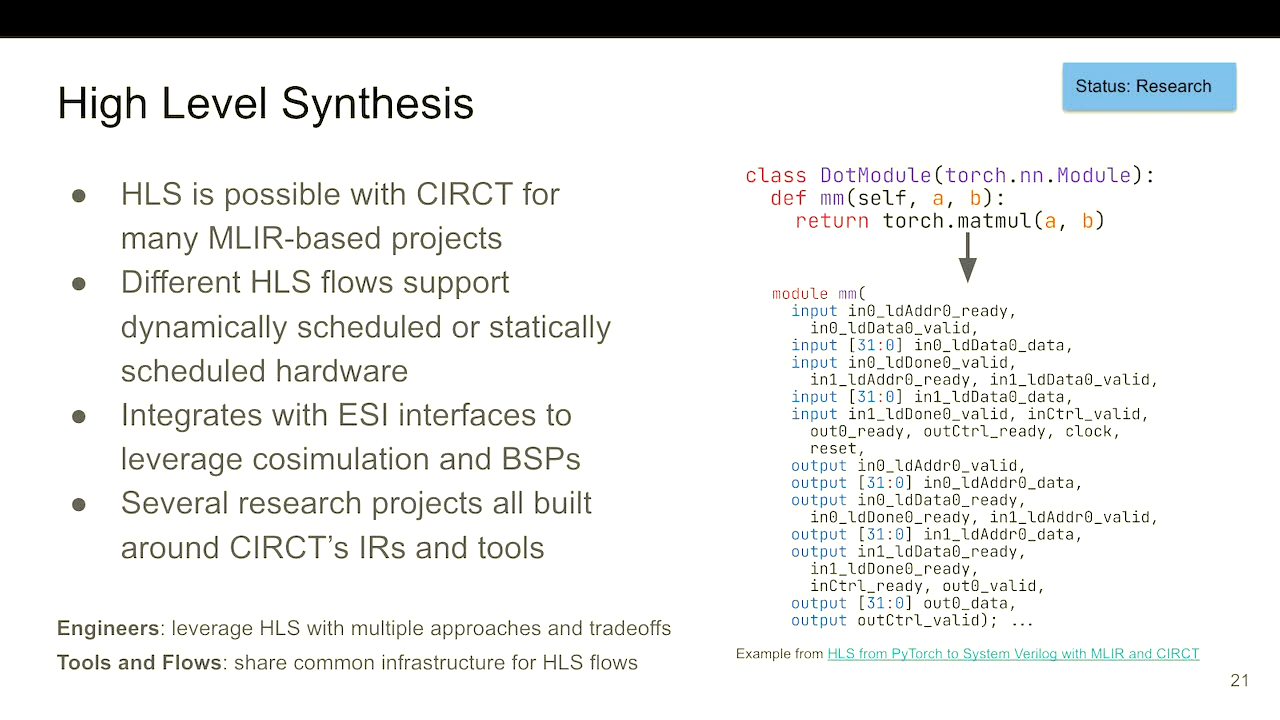 High Level Synthesis
Status: Research
● HLS is possible with CIRCT for
many MLIR-based projects
● Different HLS flows support
dynamically scheduled or statically
scheduled hardware
● Integrates with ESI interfaces to
leverage cosimulation and BSPs
● Several research projects all built
around CIRCT's IRs and tools
Engineers: leverage HLS with multiple approaches and tradeoffs
Tools and Flows: share common infrastructure for HLS flows
class DotModule(torch.nn.Module):
def mm(self, a, b):
return torch.matmul(a, b)
module mm(
input in0_ldAddr0_ready,
in0_ldData0_valid,
input [31:0] in0_ldData0_data,
input in0_ldDone0_valid,
in1_ldAddr0_ready, in1_ldData0_valid,
input [31:0] in1_ldData0_data,
input in1_ldDone0_valid, inCtrl_valid,
out0_ready, outCtrl_ready, clock,
reset,
output in0_ldAddr0_valid,
output [31:0] in0_ldAddr0_data,
output in0_ldData0_ready,
in0_ldDone0_ready, in1_ldAddr0_valid,
output [31:0] in1_ldAddr0_data,
output in1_ldData0_ready,
in1_ldDone0_ready,
inCtrl_ready, out0_valid,
output [31:0] out0_data,
output outCtrl_valid); ...
Example from HLS from PyTorch to System Verilog with MLIR and CIRCT
21